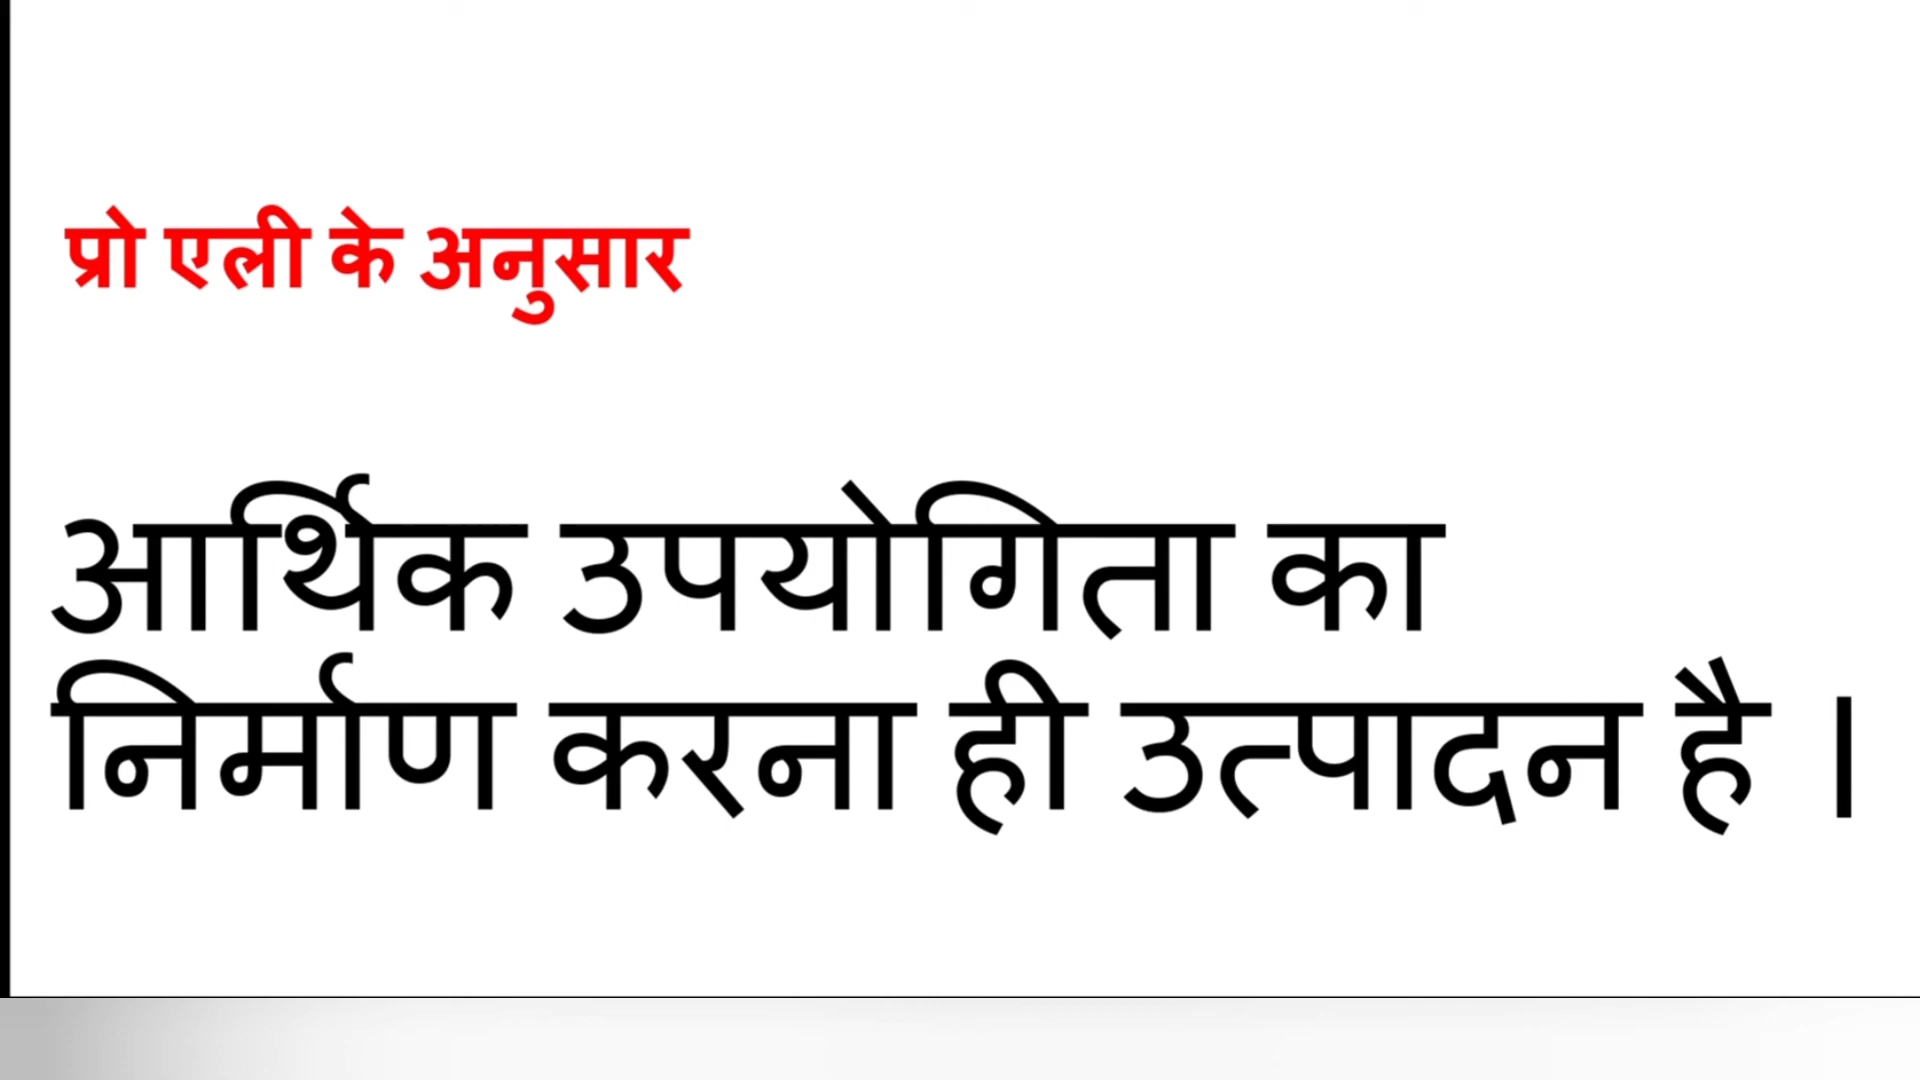 प्रो एली के अनुसार
आर्थिक उपयोगिता का
निर्माण करना ही उत्पादन है ।